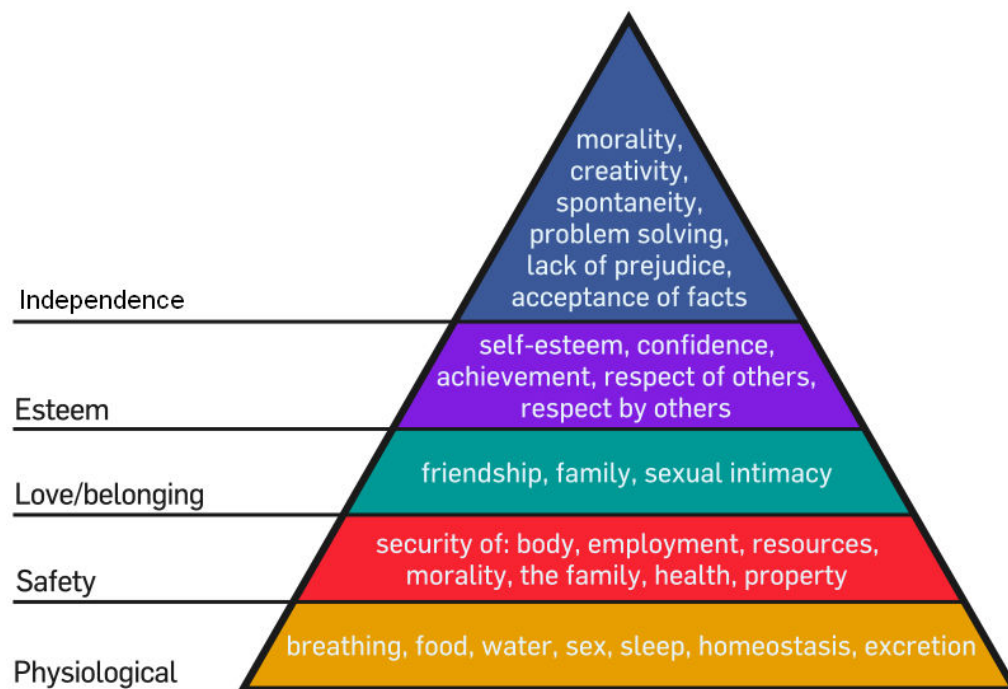 morality,
creativity,
spontaneity,
problem solving,
lack of prejudice,
acceptance of facts
Independence
self-esteem, confidence,
achievement, respect of others,
respect by others
Esteem
friendship, family, sexual intimacy
Love/belonging
security of: body, employment, resources,
morality, the family, health, property
Safety
breathing, food, water, sex, sleep, homeostasis, excretion
Physiological